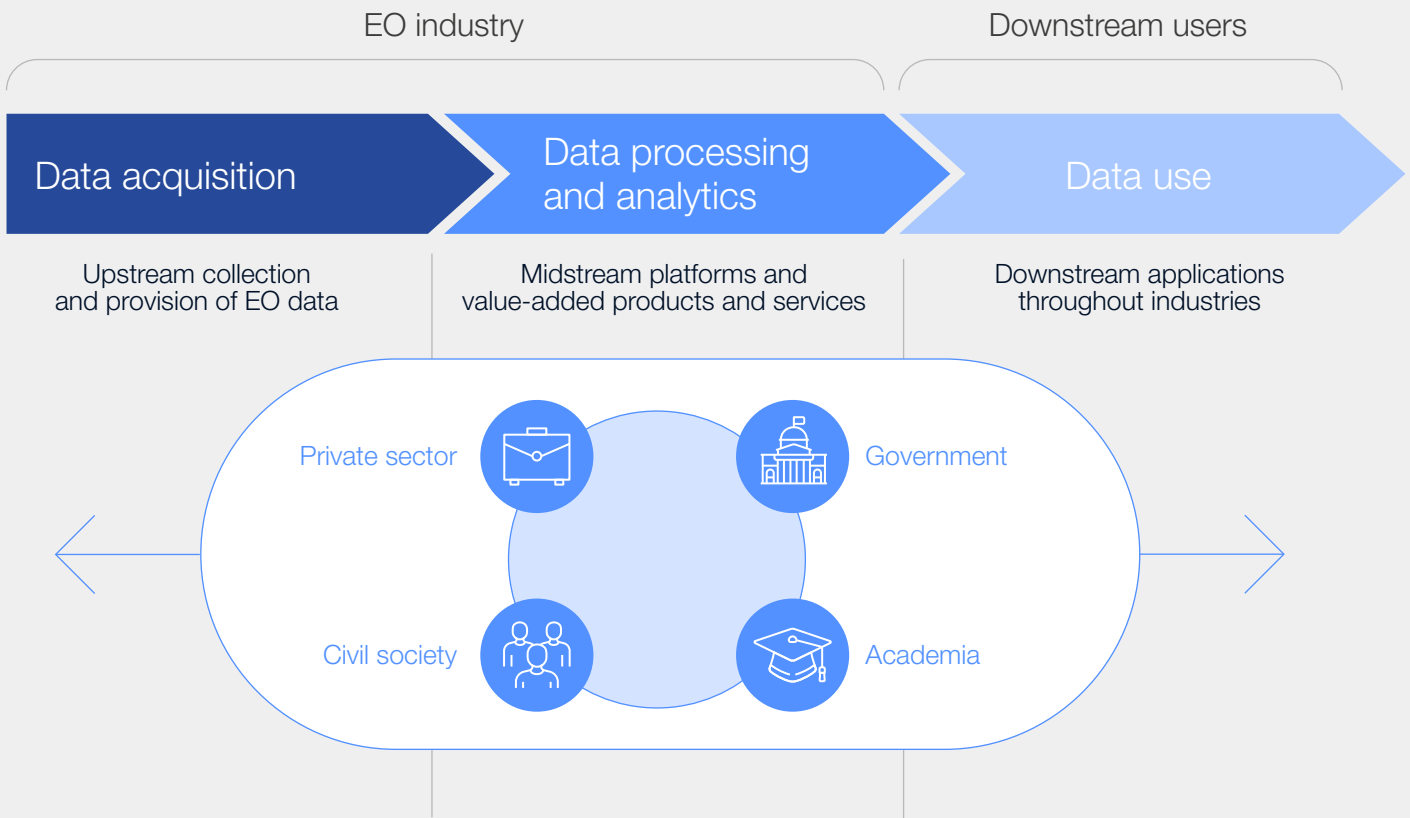 EO industry
Downstream users
Data acquisition
Data processing
and analytics
Data use
Upstream collection
and provision of EO data
Midstream platforms and
value-added products and services
Downstream applications
throughout industries
Private sector
Government
Civil society
Academia